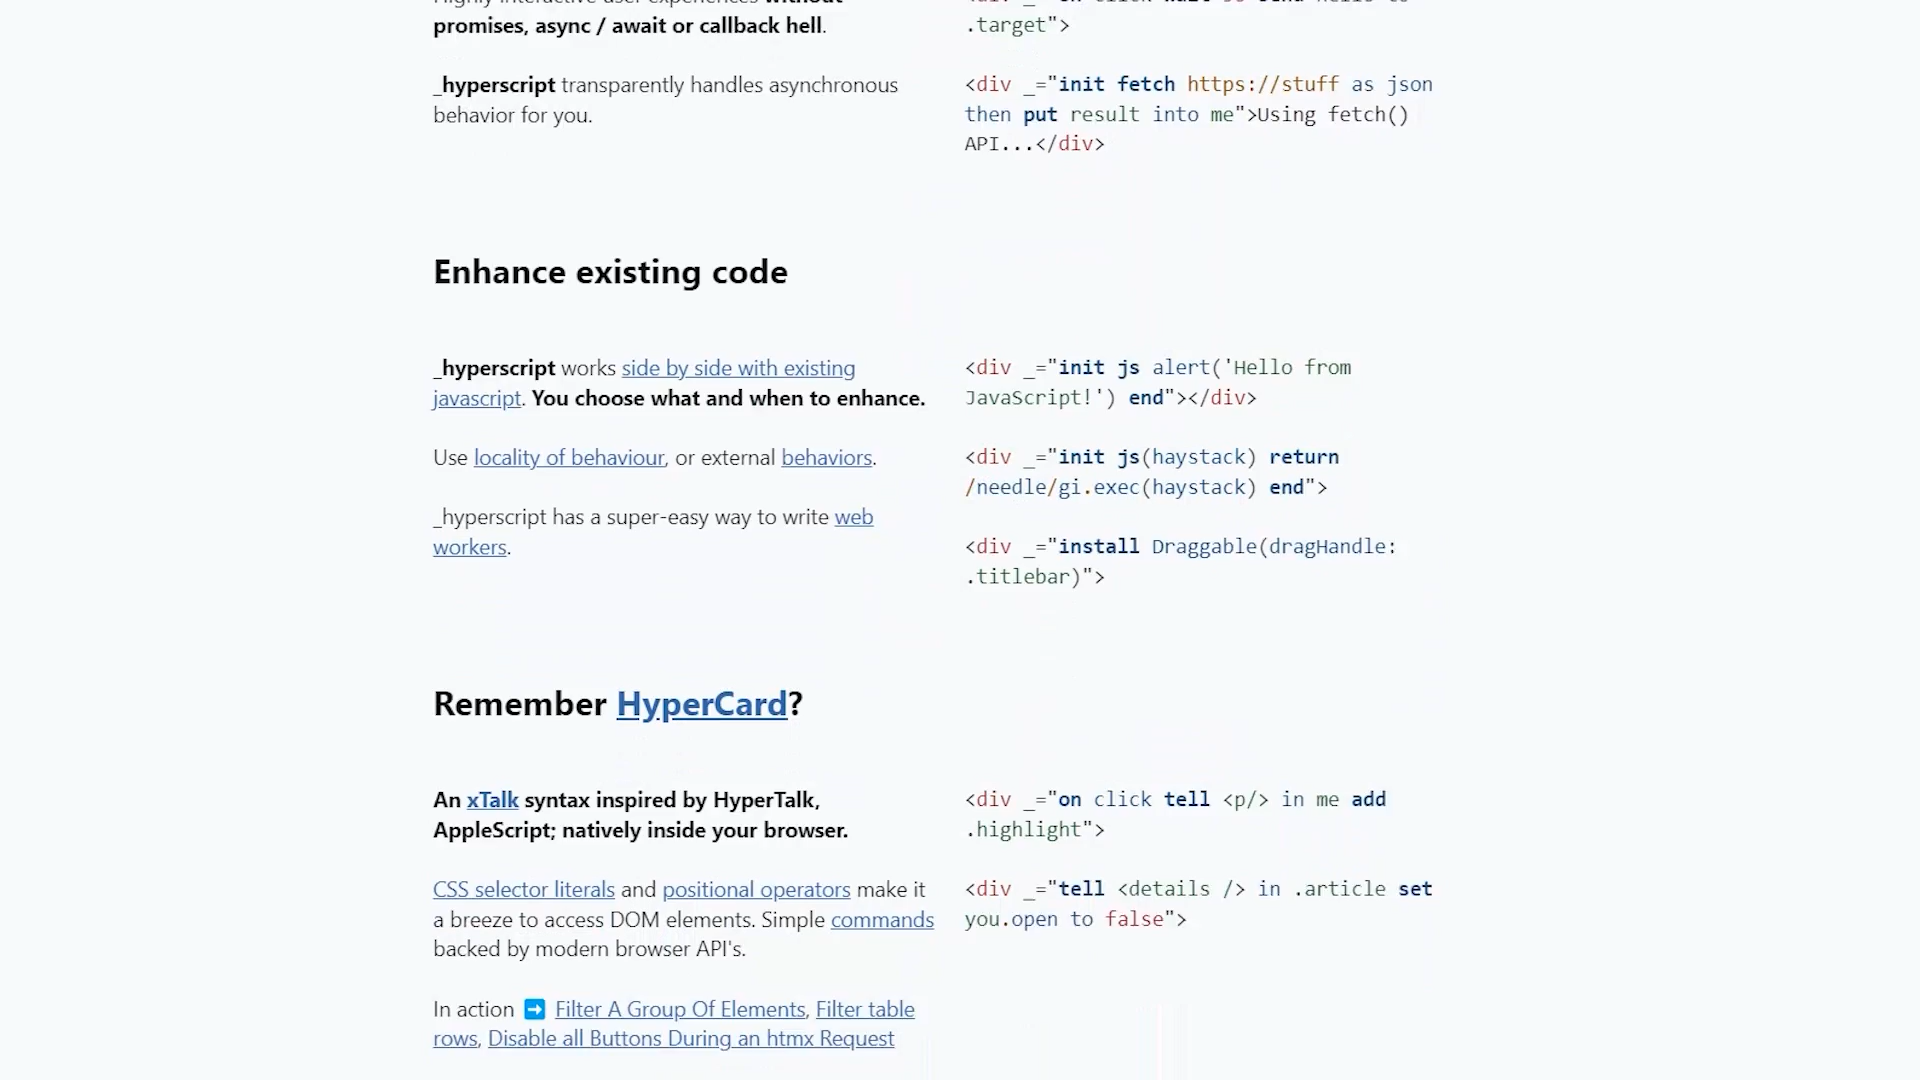 Highly interactive user experiences without
promises, async / await or callback hell.
_hyperscript transparently handles asynchronous
behavior for you.
.target">
<div _="init fetch https://stuff as json
then put result into me">Using fetch()
API...</div>
Enhance existing code
_hyperscript works side by side with existing
javascript. You choose what and when to enhance.
Use locality of behaviour, or external behaviors.
_hyperscript has a super-easy way to write web
workers.
<div _="init js alert('Hello from
JavaScript!') end"></div>
<div _="init js(haystack) return
/needle/gi.exec(haystack) end">
<div _="install Draggable(dragHandle:
.titlebar)">
Remember HyperCard?
An xTalk syntax inspired by HyperTalk,
AppleScript; natively inside your browser.
CSS selector literals and positional operators make it
a breeze to access DOM elements. Simple commands
backed by modern browser API's.
In action ➡️ Filter A Group Of Elements, Filter table
rows, Disable all Buttons During an htmx Request
<div _="on click tell <p/> in me add
.highlight">
<div _="tell <details /> in .article set
you.open to false">